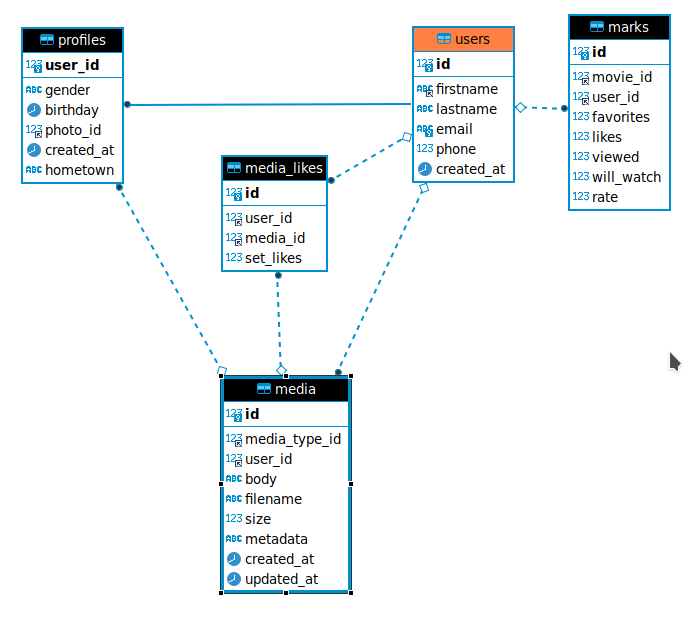 profiles
user_id
gender
birthday
photo_id
created_at
hometown
users
id
firstname
lastname
email
phone
created_at
marks
id
movie_id
user_id
favorites
likes
viewed
will_watch
rate
media_likes
id
user_id
media_id
set_likes
media
id
media_type_id
user_id
body
filename
size
metadata
created_at
updated_at